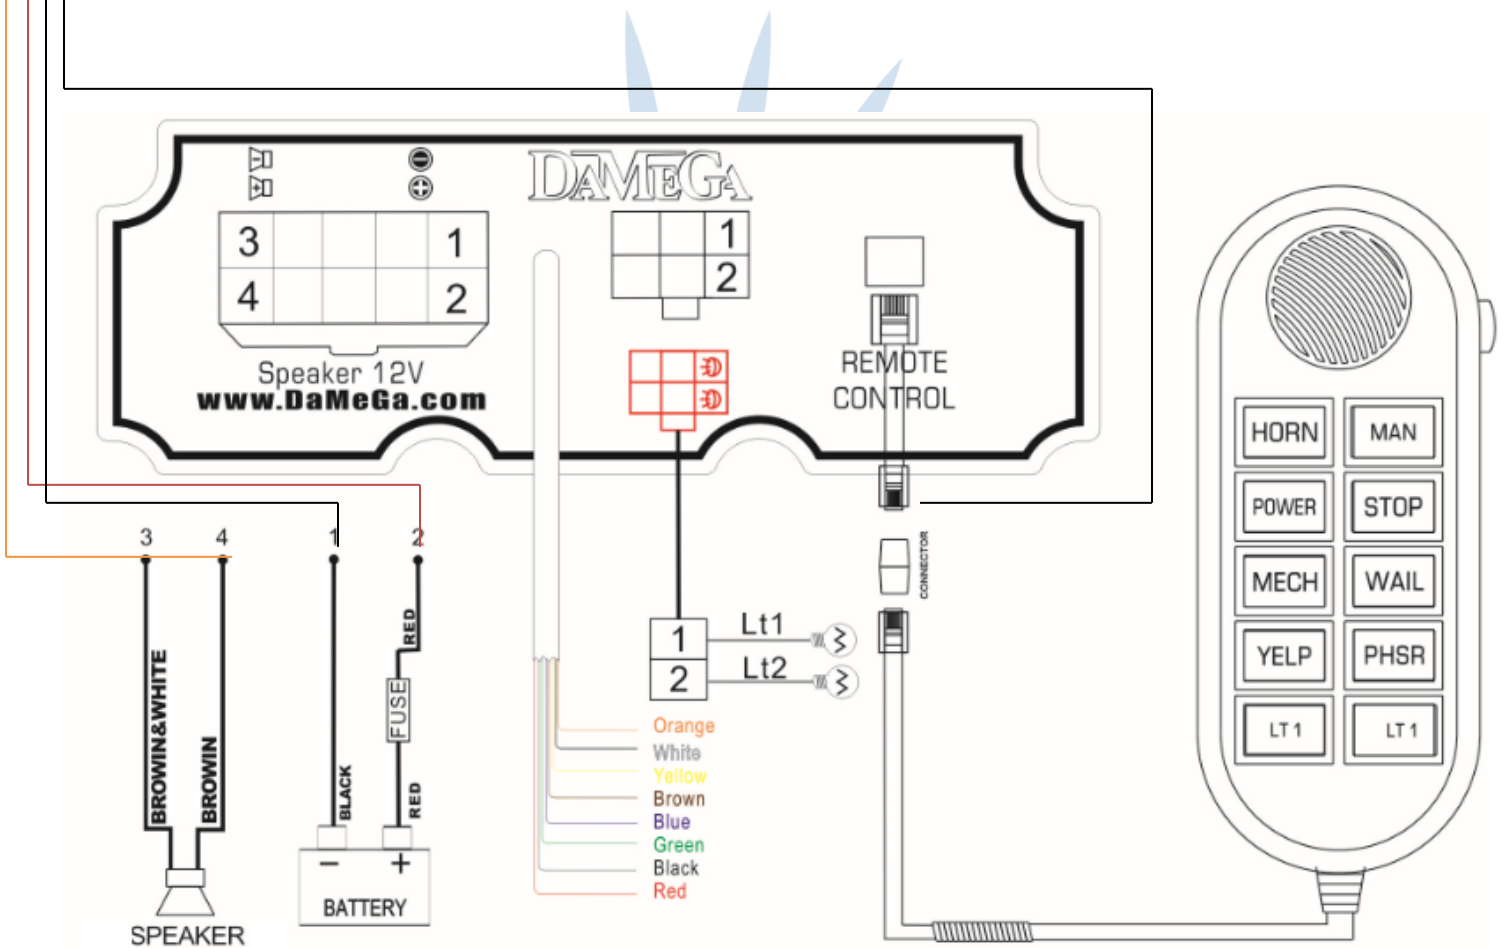 DAMEGA
3
1
4
2
1
2
Speaker 12V
www.DaMeGa.com
REMOTE
CONTROL
3
4
1
2
BROWIN&WHITE
BROWIN
BLACK
RED
FUSE
RED
BATTERY
SPEAKER
1
2
Lt1
Lt2
Orange
White
Yellow
Brown
Blue
Green
Black
Red
CONNECTOR
HORN
MAN
POWER
STOP
MECH
WAIL
YELP
PHSR
LT 1
LT 1